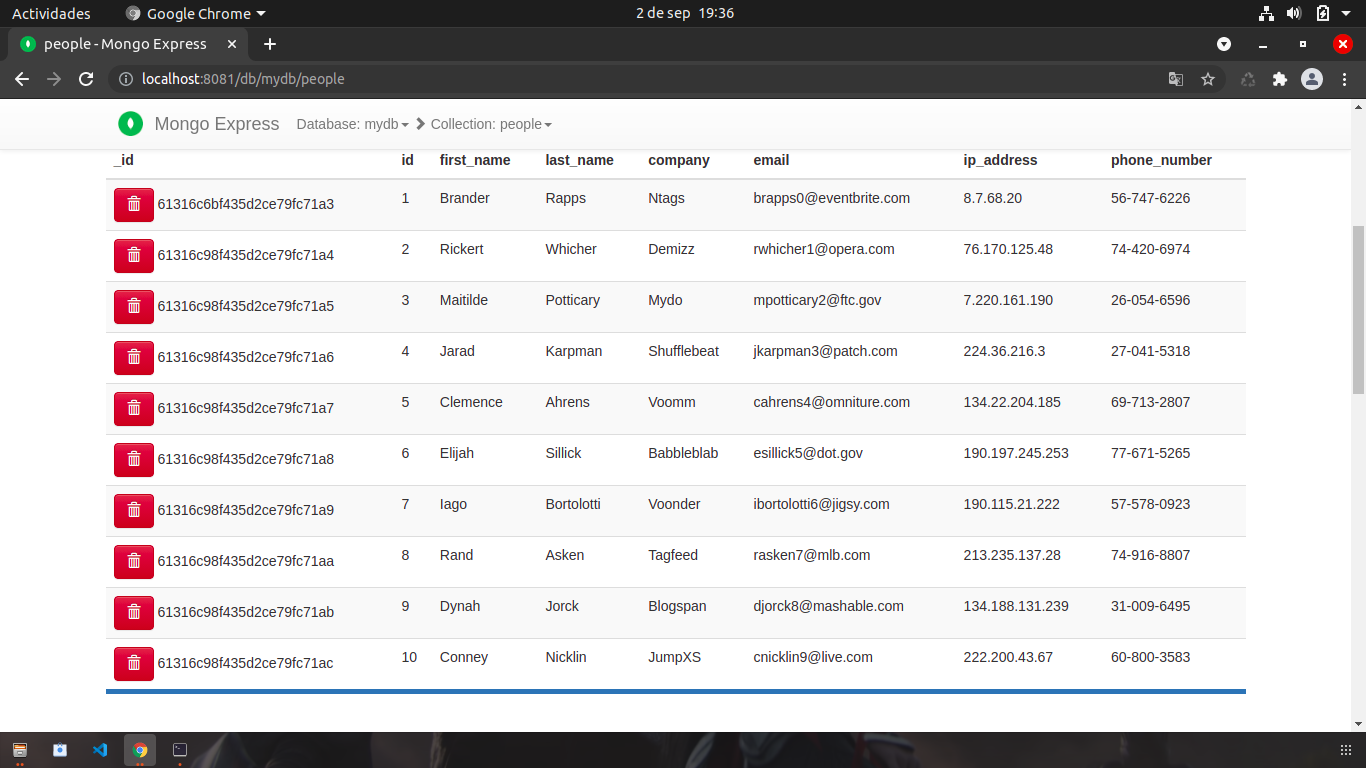 Actividades Google Chrome 2 de sep 19:36
people - Mongo Express
localhost:8081/db/mydb/people
Mongo Express Database: mydb Collection: people
_id id first_name last_name company email ip_address phone_number
61316c6bf435d2ce79fc71a3 1 Brander Rapps Ntags brapps0@eventbrite.com 8.7.68.20 56-747-6226
61316c98f435d2ce79fc71a4 2 Rickert Whicher Demizz rwhicher1@opera.com 76.170.125.48 74-420-6974
61316c98f435d2ce79fc71a5 3 Maitilde Potticary Mydo mpotticary2@ftc.gov 7.220.161.190 26-054-6596
61316c98f435d2ce79fc71a6 4 Jarad Karpman Shufflebeat jkarpman3@patch.com 224.36.216.3 27-041-5318
61316c98f435d2ce79fc71a7 5 Clemence Ahrens Voomm cahrens4@omniture.com 134.22.204.185 69-713-2807
61316c98f435d2ce79fc71a8 6 Elijah Sillick Babbleblab esillick5@dot.gov 190.197.245.253 77-671-5265
61316c98f435d2ce79fc71a9 7 Iago Bortolotti Voonder ibortolotti6@jigsy.com 190.115.21.222 57-578-0923
61316c98f435d2ce79fc71aa 8 Rand Asken Tagfeed rasken7@mlb.com 213.235.137.28 74-916-8807
61316c98f435d2ce79fc71ab 9 Dynah Jorck Blogspan djorck8@mashable.com 134.188.131.239 31-009-6495
61316c98f435d2ce79fc71ac 10 Conney Nicklin JumpXS cnicklin9@live.com 222.200.43.67 60-800-3583